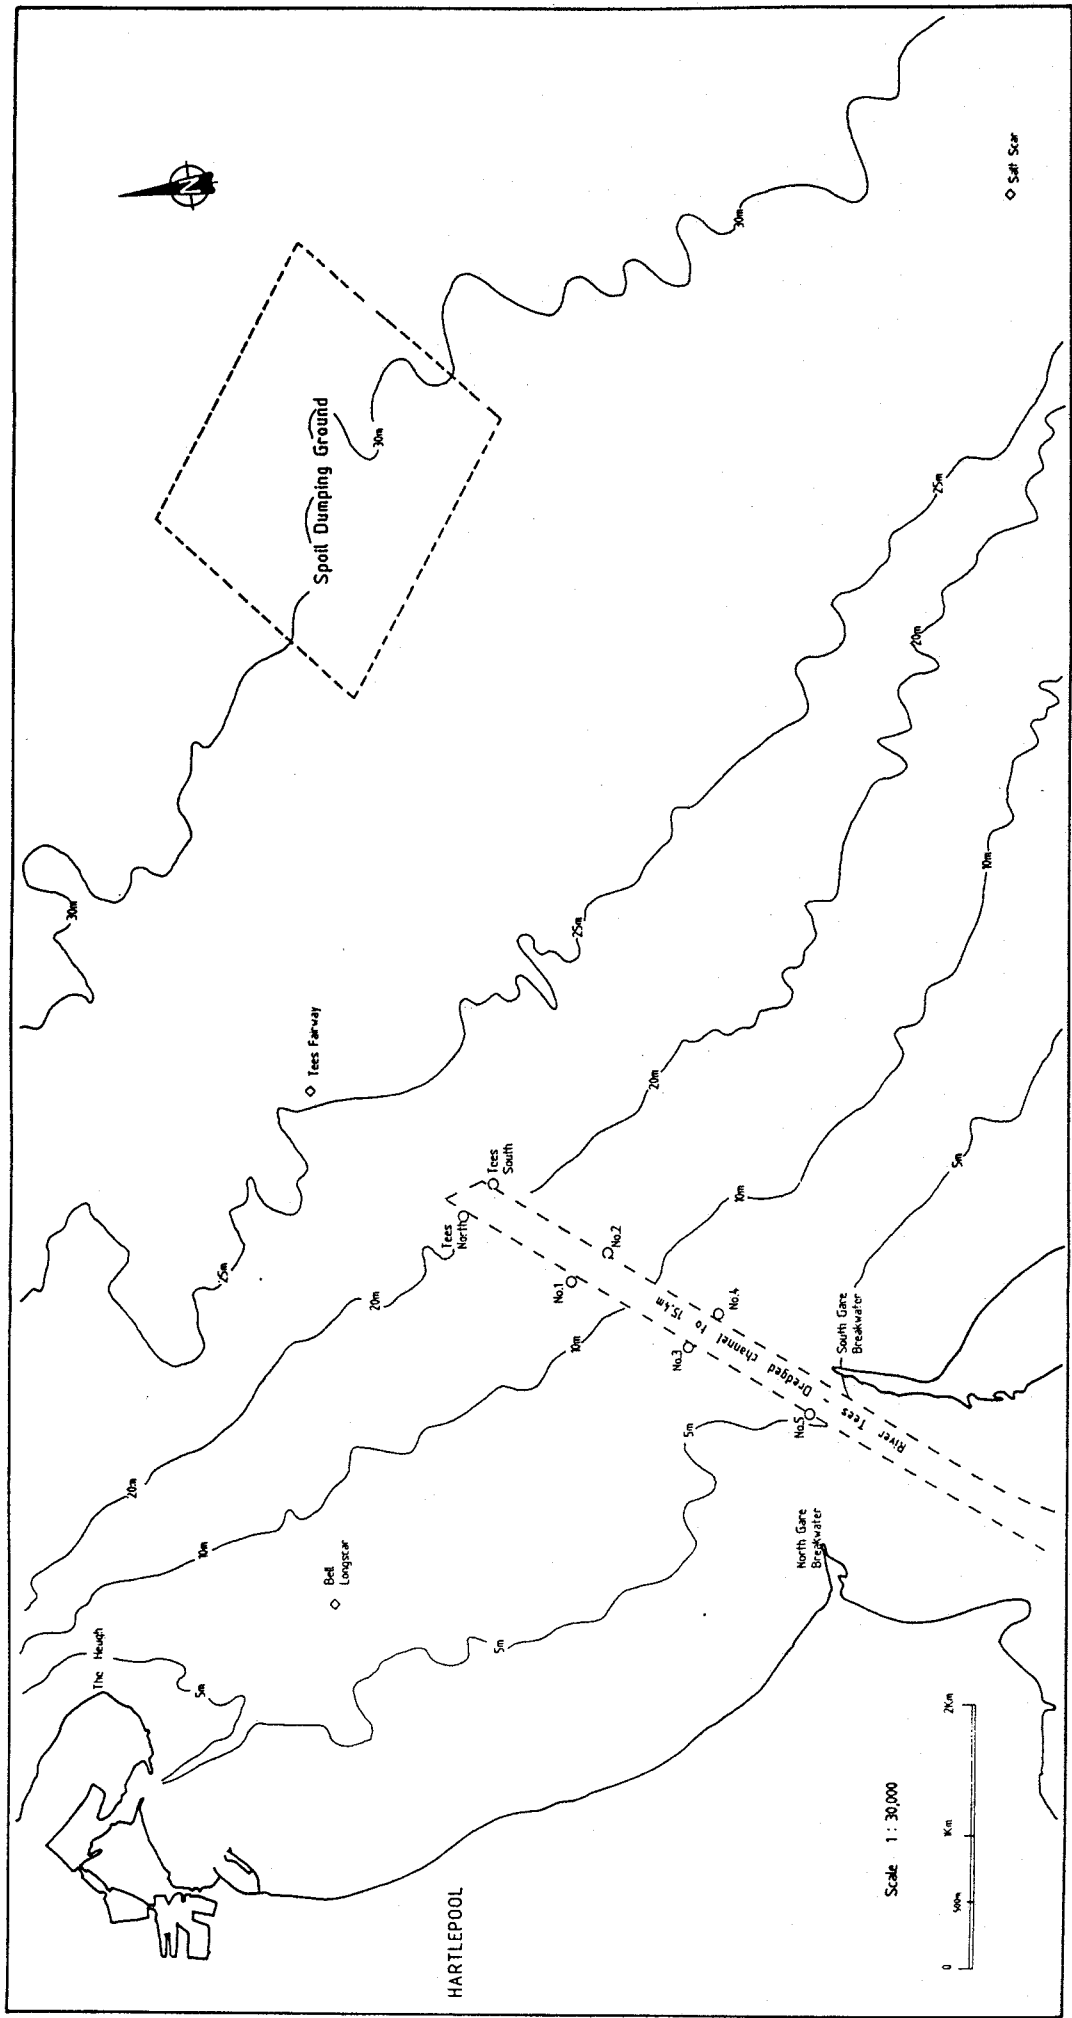 N
30m
25m
20m
10m
The Heugh
5m
30m
Spoil Dumping Ground
30m
Tees Fairway
25m
Tees
North
Tees
South
20m
10m
Bell
Longscar
5m
HARTLEPOOL
30m
Salt Scar
25m
20m
10m
5m
20m
10m
No.1
No.2
No.3
No.4
No.5
5m
Dredged channel to 15.4m
River Tees
South Gare
Breakwater
North Gare
Breakwater
Scale 1 : 30,000
0 500m 1Km 2Km